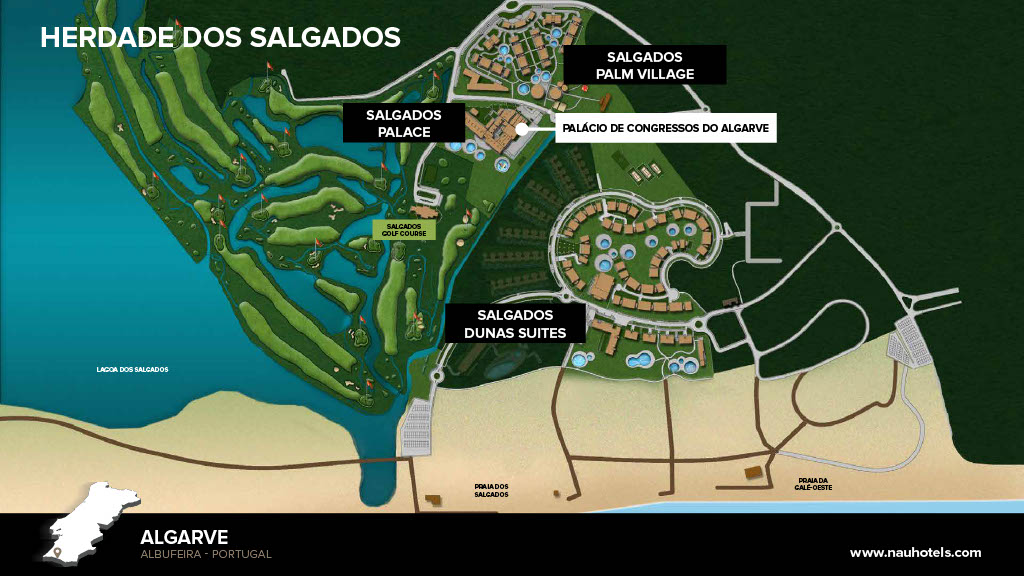 HERDADE DOS SALGADOS
SALGADOS
PALM VILLAGE
SALGADOS
PALACE
PALÁCIO DE CONGRESSOS DO ALGARVE
SALGADOS
GOLF COURSE
SALGADOS
DUNAS SUITES
LAGOA DOS SALGADOS
PRAIA DOS
SALGADOS
PRAIA DA
GALÉ-OESTE
ALGARVE
ALBUFEIRA - PORTUGAL
www.nauhotels.com